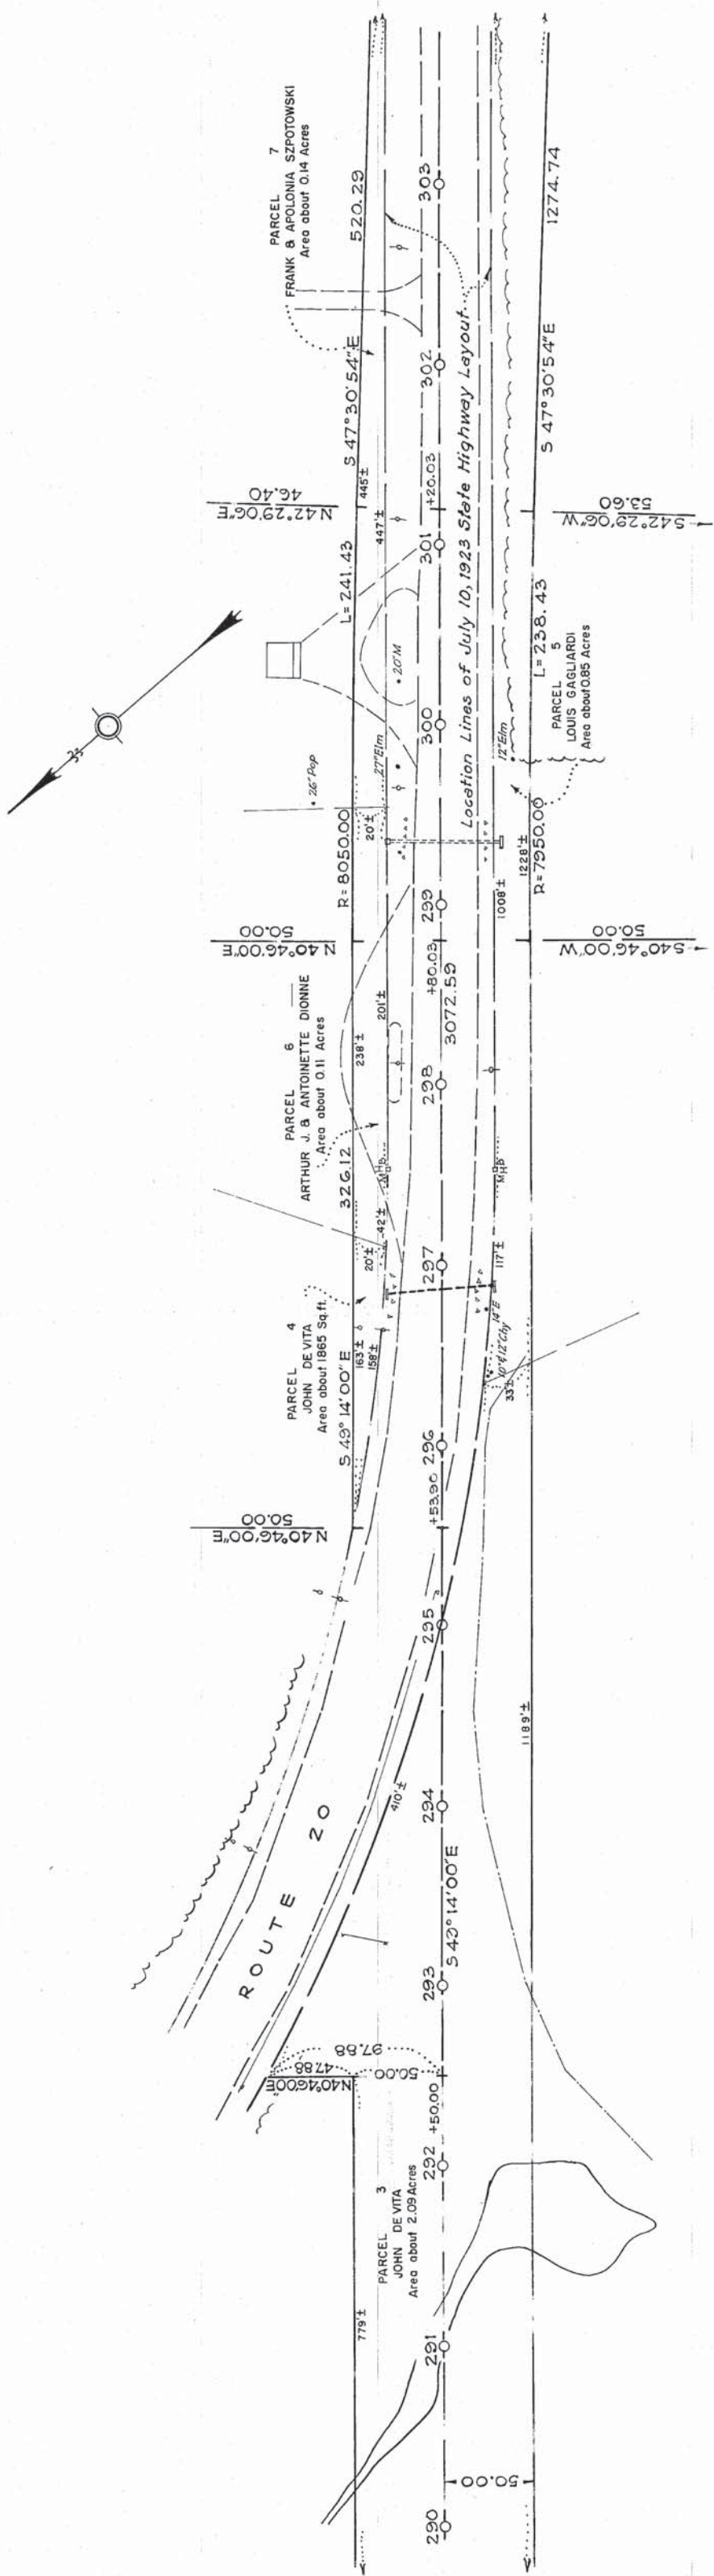 PARCEL 7
FRANK & APOLONIA SZPOTOWSKI
Area about 0.14 Acres
520.29
S 47° 30' 54" E
303
1274.74
S 47° 30' 54" E
302
Location Lines of July 10, 1923 State Highway Layout
445'±
447'±
+20.03
N 42° 29' 06" E
46.40
S 42° 29' 06" W
53.60
301
L= 241.43
L= 238.43
PARCEL 5
LOUIS GAGLIARDI
Area about 0.85 Acres
20" M
300
27" Elm
12" Elm
26" Pop
R= 8050.00
20'±
R= 7950.00
1228'±
1008'±
299
N 40° 46' 00" E
50.00
S 40° 46' 00" W
50.00
+80.03
3072.59
PARCEL 6
ARTHUR J. & ANTOINETTE DIONNE
Area about 0.11 Acres
238'±
201'±
298
326.12
MHB
MHB
42'±
20'±
297
117'±
PARCEL 4
JOHN DE VITA
Area about 1865 Sq.ft.
163'±
158'±
14" E
10" & 12" Chy
33'±
S 49° 14' 00" E
296
+53.90
N 40° 46' 00" E
50.00
295
1189'±
ROUTE 20
410'±
294
S 49° 14' 00" E
293
97.88
47.88
50.00
N 40° 46' 00" E
+50.00
292
PARCEL 3
JOHN DE VITA
Area about 2.09 Acres
779'±
291
50.00
290